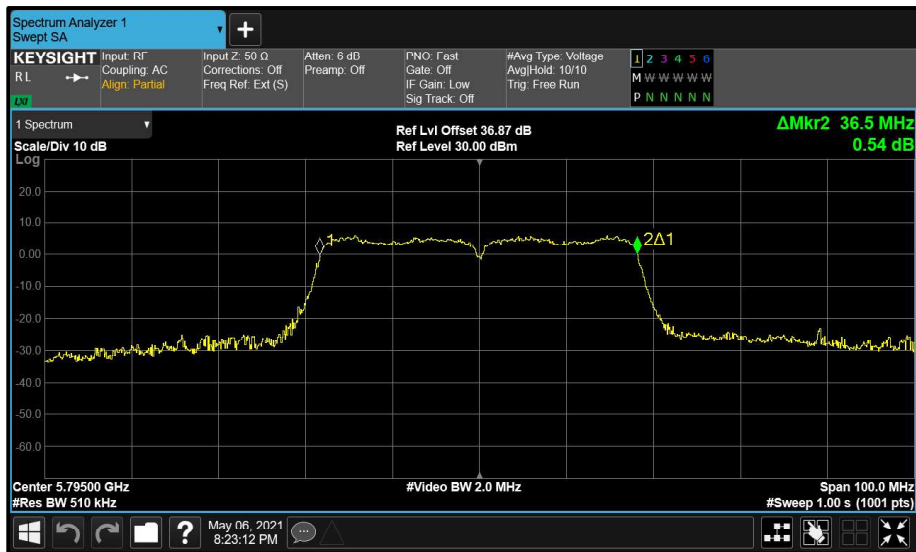 Spectrum Analyzer 1
Swept SA
KEYSIGHT
RL
LXI
Input: RF
Coupling: AC
Align: Partial
Input Z: 50 Ω
Corrections: Off
Freq Ref: Ext (S)
Atten: 6 dB
Preamp: Off
PNO: Fast
Gate: Off
IF Gain: Low
Sig Track: Off
#Avg Type: Voltage
Avg|Hold: 10/10
Trig: Free Run
1 2 3 4 5 6
M W W W W W
P N N N N N
1 Spectrum
Scale/Div 10 dB
Log
Ref Lvl Offset 36.87 dB
Ref Level 30.00 dBm
ΔMkr2 36.5 MHz
0.54 dB
20.0
10.0
0.00
-10.0
-20.0
-30.0
-40.0
-50.0
-60.0
1
2Δ1
Center 5.79500 GHz
#Res BW 510 kHz
#Video BW 2.0 MHz
Span 100.0 MHz
#Sweep 1.00 s (1001 pts)
?
May 06, 2021
8:23:12 PM